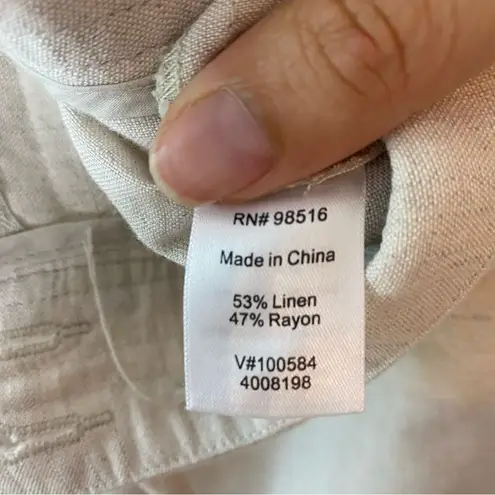 RN# 98516
Made in China
53% Linen
47% Rayon
V#100584
4008198